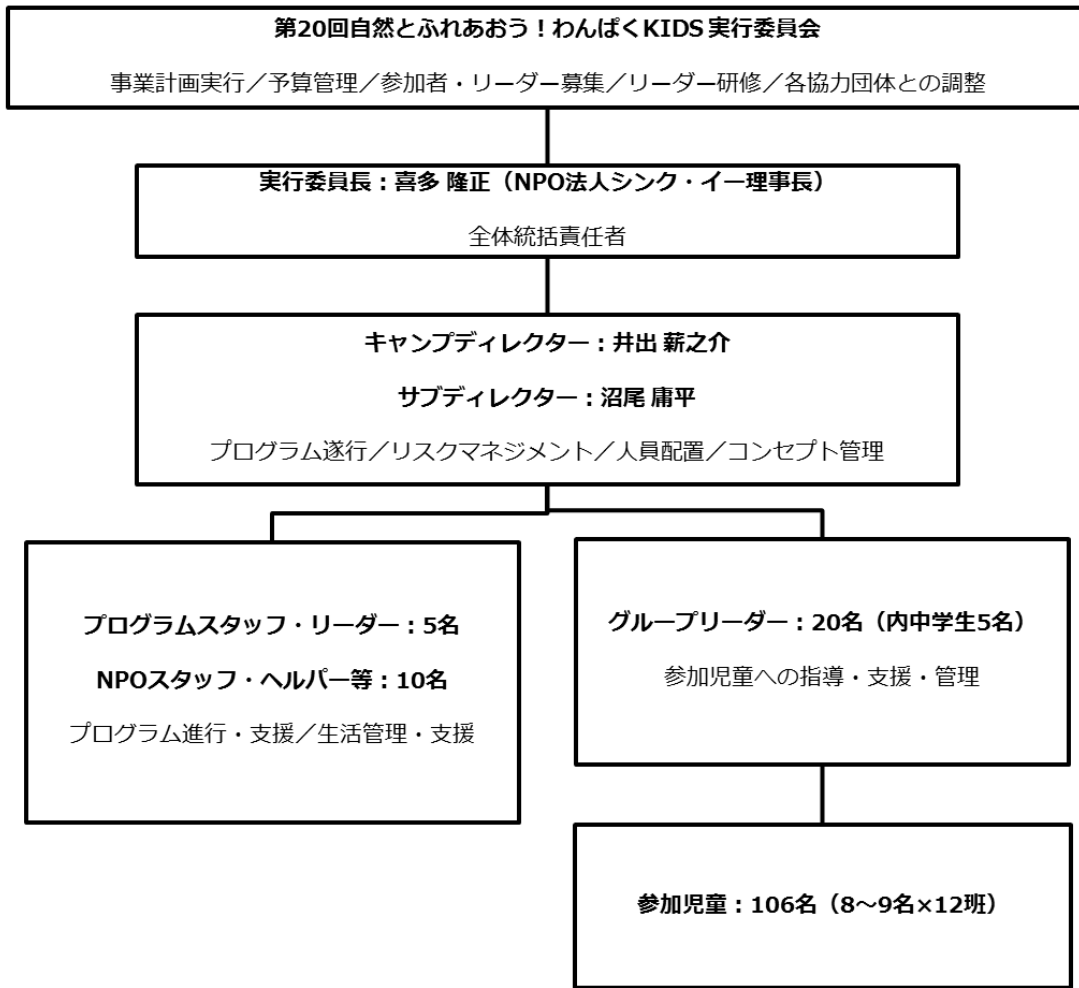 第20回自然とふれあおう！わんぱくKIDS 実行委員会
事業計画実行／予算管理／参加者・リーダー募集／リーダー研修／各協力団体との調整
実行委員長：喜多 隆正（NPO法人シンク・イー理事長）
全体統括責任者
キャンプディレクター：井出 薪之介
サブディレクター：沼尾 庸平
プログラム遂行／リスクマネジメント／人員配置／コンセプト管理
プログラムスタッフ・リーダー：5名
NPOスタッフ・ヘルパー等：10名
プログラム進行・支援／生活管理・支援
グループリーダー：20名（内中学生5名）
参加児童への指導・支援・管理
参加児童：106名（8～9名×12班）